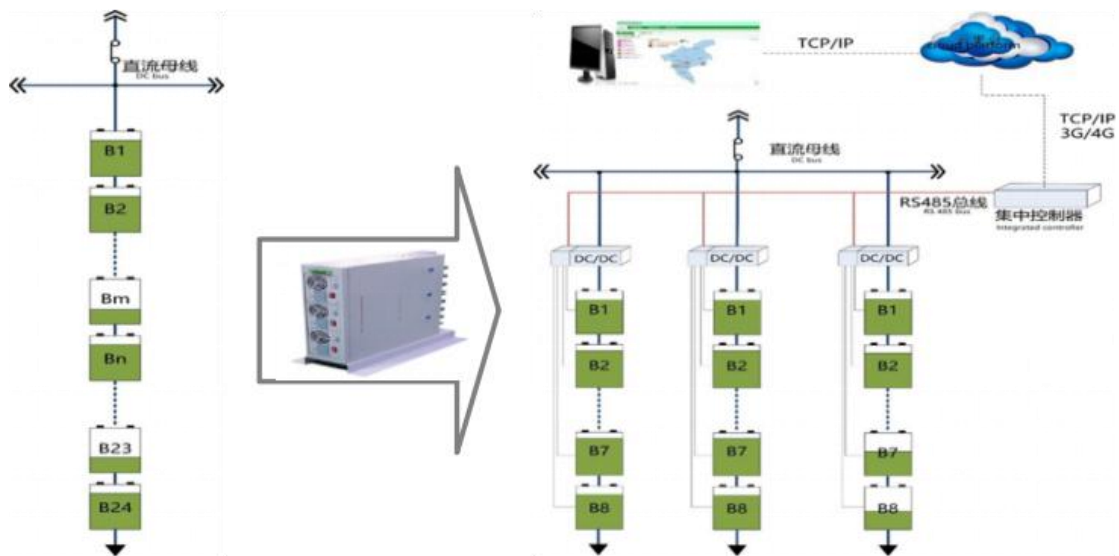 直流母线
DC bus
B1
B2
Bm
Bn
B23
B24
TCP/IP
cloud platform
TCP/IP
3G/4G
直流母线
DC bus
RS485总线
RS 485 bus
集中控制器
Integrated controller
DC/DC
DC/DC
DC/DC
B1
B1
B1
B2
B2
B2
B7
B7
B7
B8
B8
B8